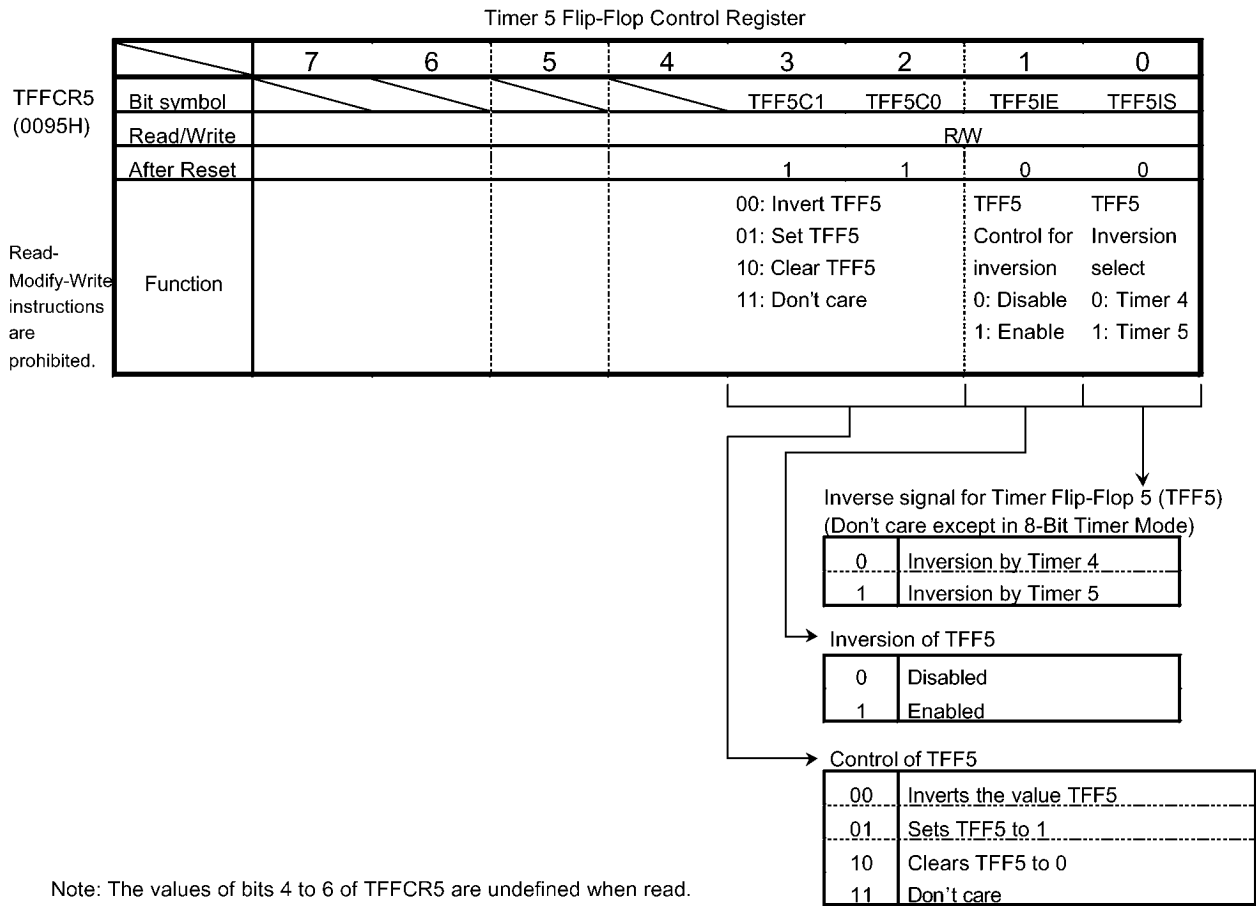 Timer 5 Flip-Flop Control Register
7 6 5 4 3 2 1 0
TFFCR5
(0095H)
Bit symbol TFF5C1 TFF5C0 TFF5IE TFF5IS
Read/Write R/W
After Reset 1 1 0 0
Read-
Modify-Write
instructions
are
prohibited.
Function
00: Invert TFF5
01: Set TFF5
10: Clear TFF5
11: Don't care
TFF5
Control for
inversion
0: Disable
1: Enable
TFF5
Inversion
select
0: Timer 4
1: Timer 5
Inverse signal for Timer Flip-Flop 5 (TFF5)
(Don't care except in 8-Bit Timer Mode)
0 Inversion by Timer 4
1 Inversion by Timer 5
Inversion of TFF5
0 Disabled
1 Enabled
Control of TFF5
00 Inverts the value TFF5
01 Sets TFF5 to 1
10 Clears TFF5 to 0
11 Don't care
Note: The values of bits 4 to 6 of TFFCR5 are undefined when read.